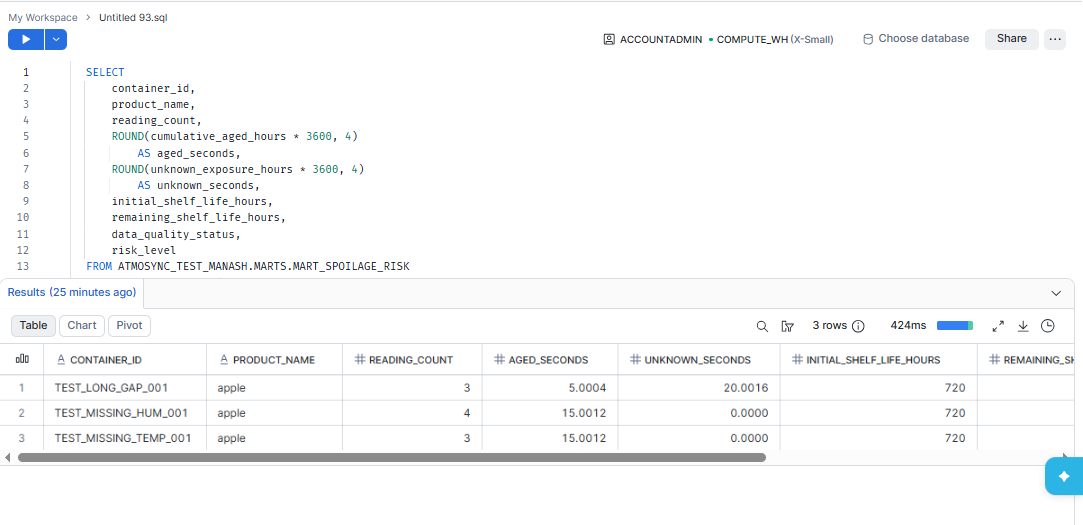 My Workspace > Untitled 93.sql
ACCOUNTADMIN • COMPUTE_WH (X-Small) Choose database Share ...
1 SELECT
2 container_id,
3 product_name,
4 reading_count,
5 ROUND(cumulative_aged_hours * 3600, 4)
6 AS aged_seconds,
7 ROUND(unknown_exposure_hours * 3600, 4)
8 AS unknown_seconds,
9 initial_shelf_life_hours,
10 remaining_shelf_life_hours,
11 data_quality_status,
12 risk_level
13 FROM ATMOSYNC_TEST_MANASH.MARTS.MART_SPOILAGE_RISK
Results (25 minutes ago)
Table Chart Pivot 3 rows 424ms
A CONTAINER_ID A PRODUCT_NAME # READING_COUNT # AGED_SECONDS # UNKNOWN_SECONDS # INITIAL_SHELF_LIFE_HOURS # REMAINING_SH
1 TEST_LONG_GAP_001 apple 3 5.0004 20.0016 720
2 TEST_MISSING_HUM_001 apple 4 15.0012 0.0000 720
3 TEST_MISSING_TEMP_001 apple 3 15.0012 0.0000 720